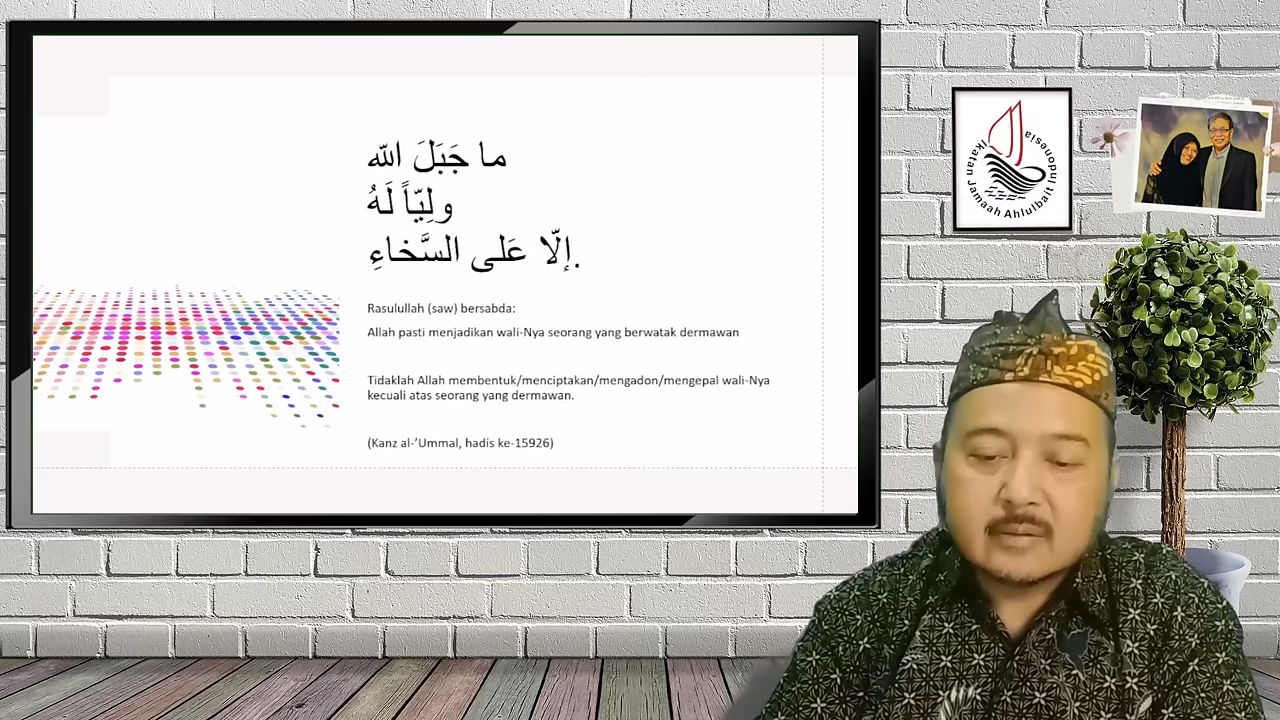 ما جَبَلَ اللّه
ولِيّاً لَهُ
إلّا عَلى السَّخاءِ.
Rasulullah (saw) bersabda:
Allah pasti menjadikan wali-Nya seorang yang berwatak dermawan
Tidaklah Allah membentuk/menciptakan/mengadon/mengepal wali-Nya
kecuali atas seorang yang dermawan.
(Kanz al-’Ummal, hadis ke-15926)
Ikatan Jamaah Ahlulbait Indonesia